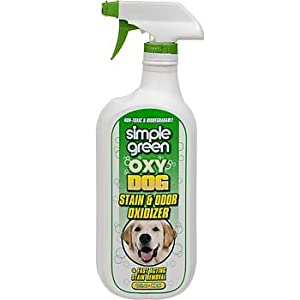 NON-TOXIC & BIODEGRADABLE!
simple
green
OXY
DOG
STAIN & ODOR
OXIDIZER
FAST ACTING
STAIN REMOVAL